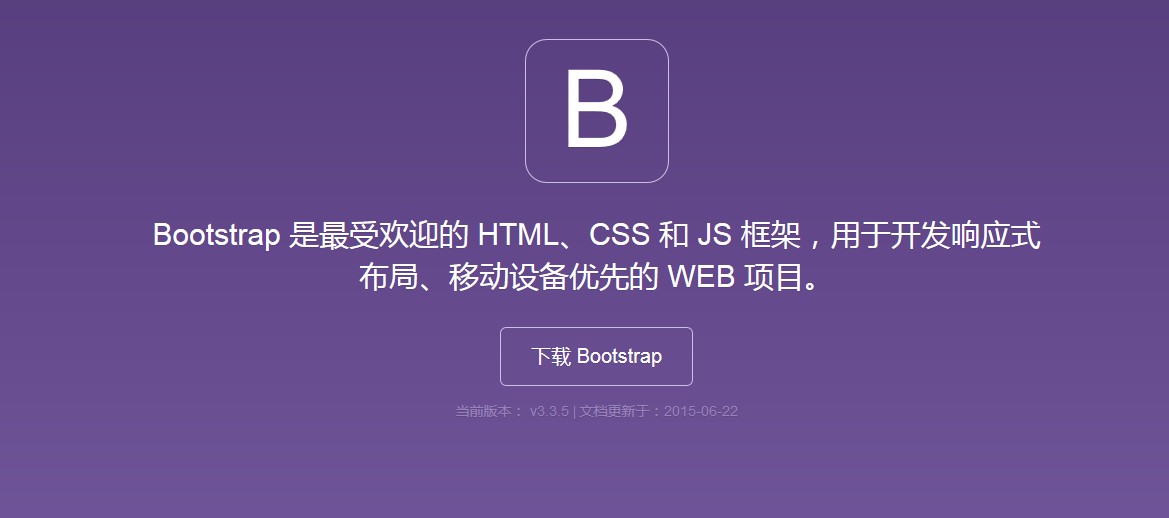 B
Bootstrap 是最受欢迎的 HTML、CSS 和 JS 框架，用于开发响应式
布局、移动设备优先的 WEB 项目。
下载 Bootstrap
当前版本： v3.3.5 | 文档更新于：2015-06-22